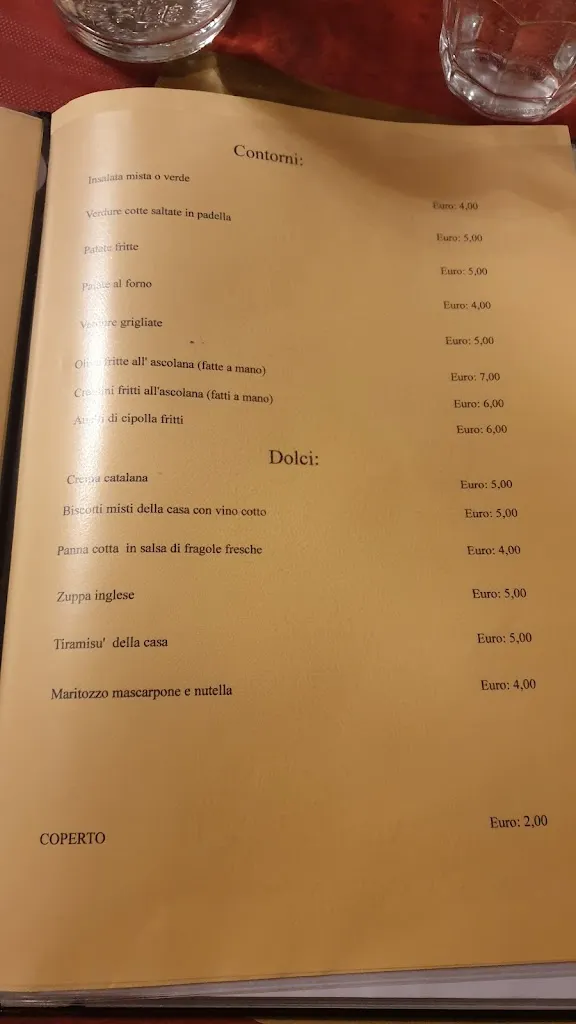 Contorni:
Insalata mista o verde Euro: 4,00
Verdure cotte saltate in padella Euro: 5,00
Patate fritte Euro: 5,00
Patate al forno Euro: 4,00
Verdure grigliate Euro: 5,00
Olive fritte all' ascolana (fatte a mano) Euro: 7,00
Cremini fritti all'ascolana (fatti a mano) Euro: 6,00
Anelli di cipolla fritti Euro: 6,00
Dolci:
Crema catalana Euro: 5,00
Biscotti misti della casa con vino cotto Euro: 5,00
Panna cotta in salsa di fragole fresche Euro: 4,00
Zuppa inglese Euro: 5,00
Tiramisu' della casa Euro: 5,00
Maritozzo mascarpone e nutella Euro: 4,00
COPERTO Euro: 2,00